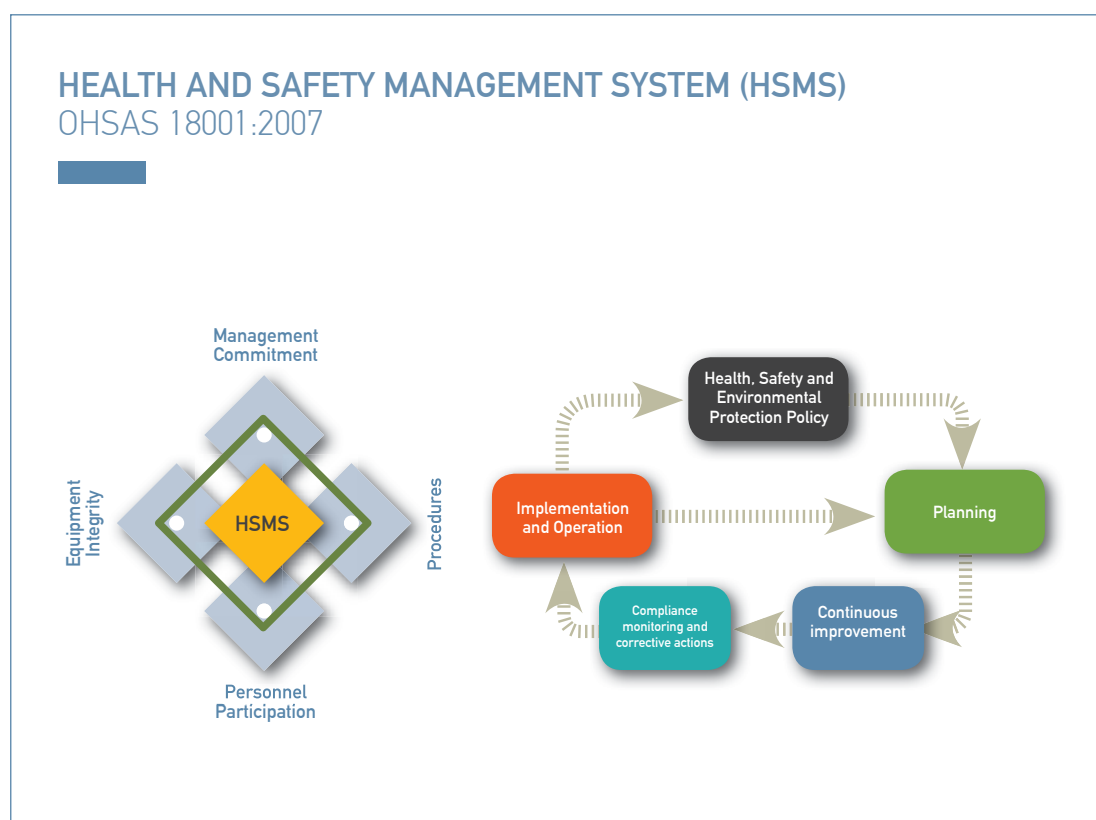 HEALTH AND SAFETY MANAGEMENT SYSTEM (HSMS)
OHSAS 18001:2007
Management
Commitment
Equipment
Integrity
HSMS
Procedures
Personnel
Participation
Health, Safety and
Environmental
Protection Policy
Implementation
and Operation
Planning
Compliance
monitoring and
corrective actions
Continuous
improvement